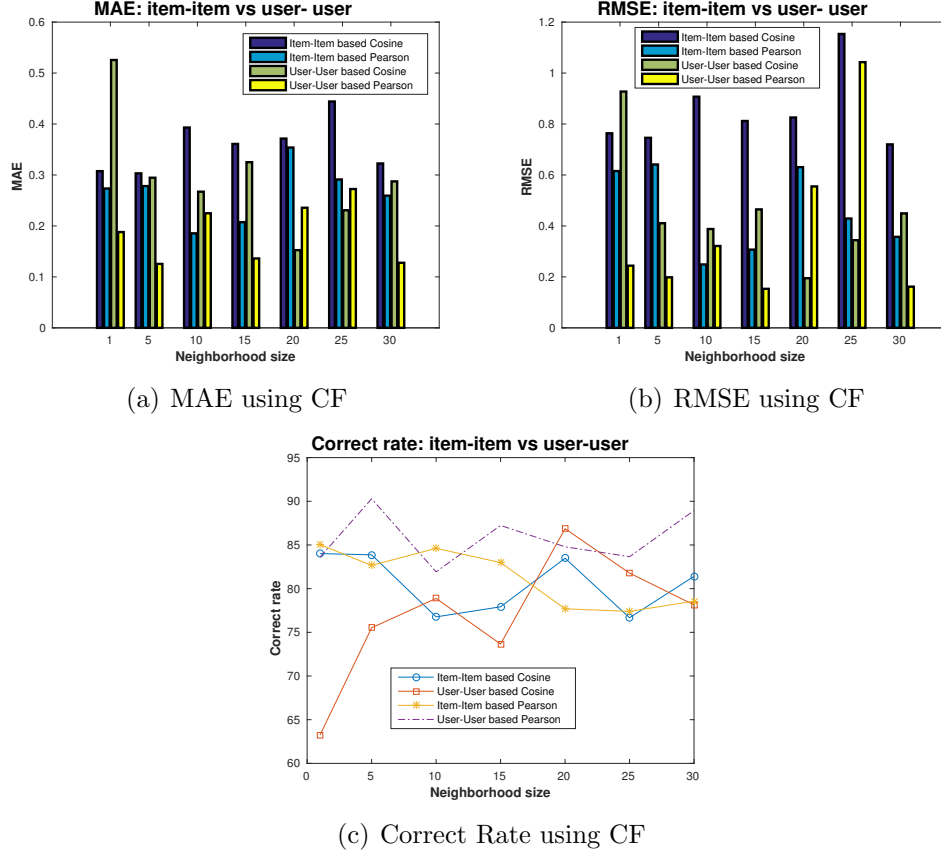 MAE: item-item vs user- user
0.6
0.5
0.4
0.3
0.2
0.1
0
MAE
Item-Item based Cosine
Item-Item based Pearson
User-User based Cosine
User-User based Pearson
1 5 10 15 20 25 30
Neighborhood size
(a) MAE using CF
RMSE: item-item vs user- user
1.2
1
0.8
0.6
0.4
0.2
0
RMSE
Item-Item based Cosine
Item-Item based Pearson
User-User based Cosine
User-User based Pearson
1 5 10 15 20 25 30
Neighborhood size
(b) RMSE using CF
Correct rate: item-item vs user-user
95
90
85
80
75
70
65
60
Correct rate
Item-Item based Cosine
User-User based Cosine
Item-Item based Pearson
User-User based Pearson
0 5 10 15 20 25 30
Neighborhood size
(c) Correct Rate using CF